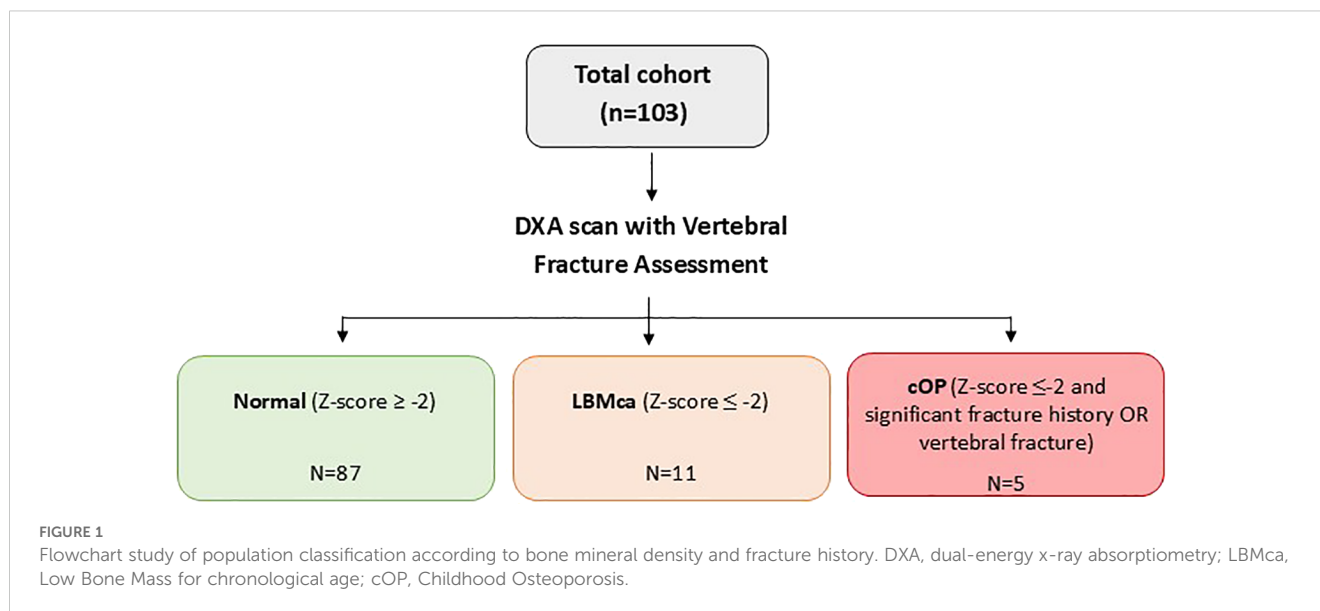 Total cohort
(n=103)
DXA scan with Vertebral
Fracture Assessment
Normal (Z-score ≥ -2)
N=87
LBMca (Z-score ≤ -2)
N=11
cOP (Z-score ≤-2 and
significant fracture history OR
vertebral fracture)
N=5
FIGURE 1
Flowchart study of population classification according to bone mineral density and fracture history. DXA, dual-energy x-ray absorptiometry; LBMca,
Low Bone Mass for chronological age; cOP, Childhood Osteoporosis.